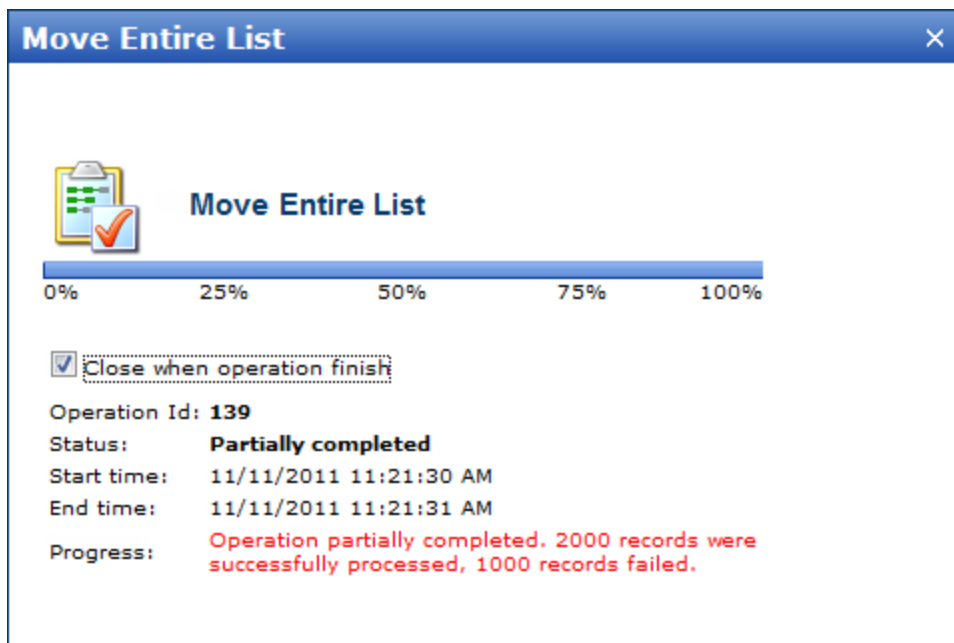 Move Entire List
Move Entire List
0% 25% 50% 75% 100%
Close when operation finish
Operation Id: 139
Status: Partially completed
Start time: 11/11/2011 11:21:30 AM
End time: 11/11/2011 11:21:31 AM
Progress: Operation partially completed. 2000 records were
successfully processed, 1000 records failed.